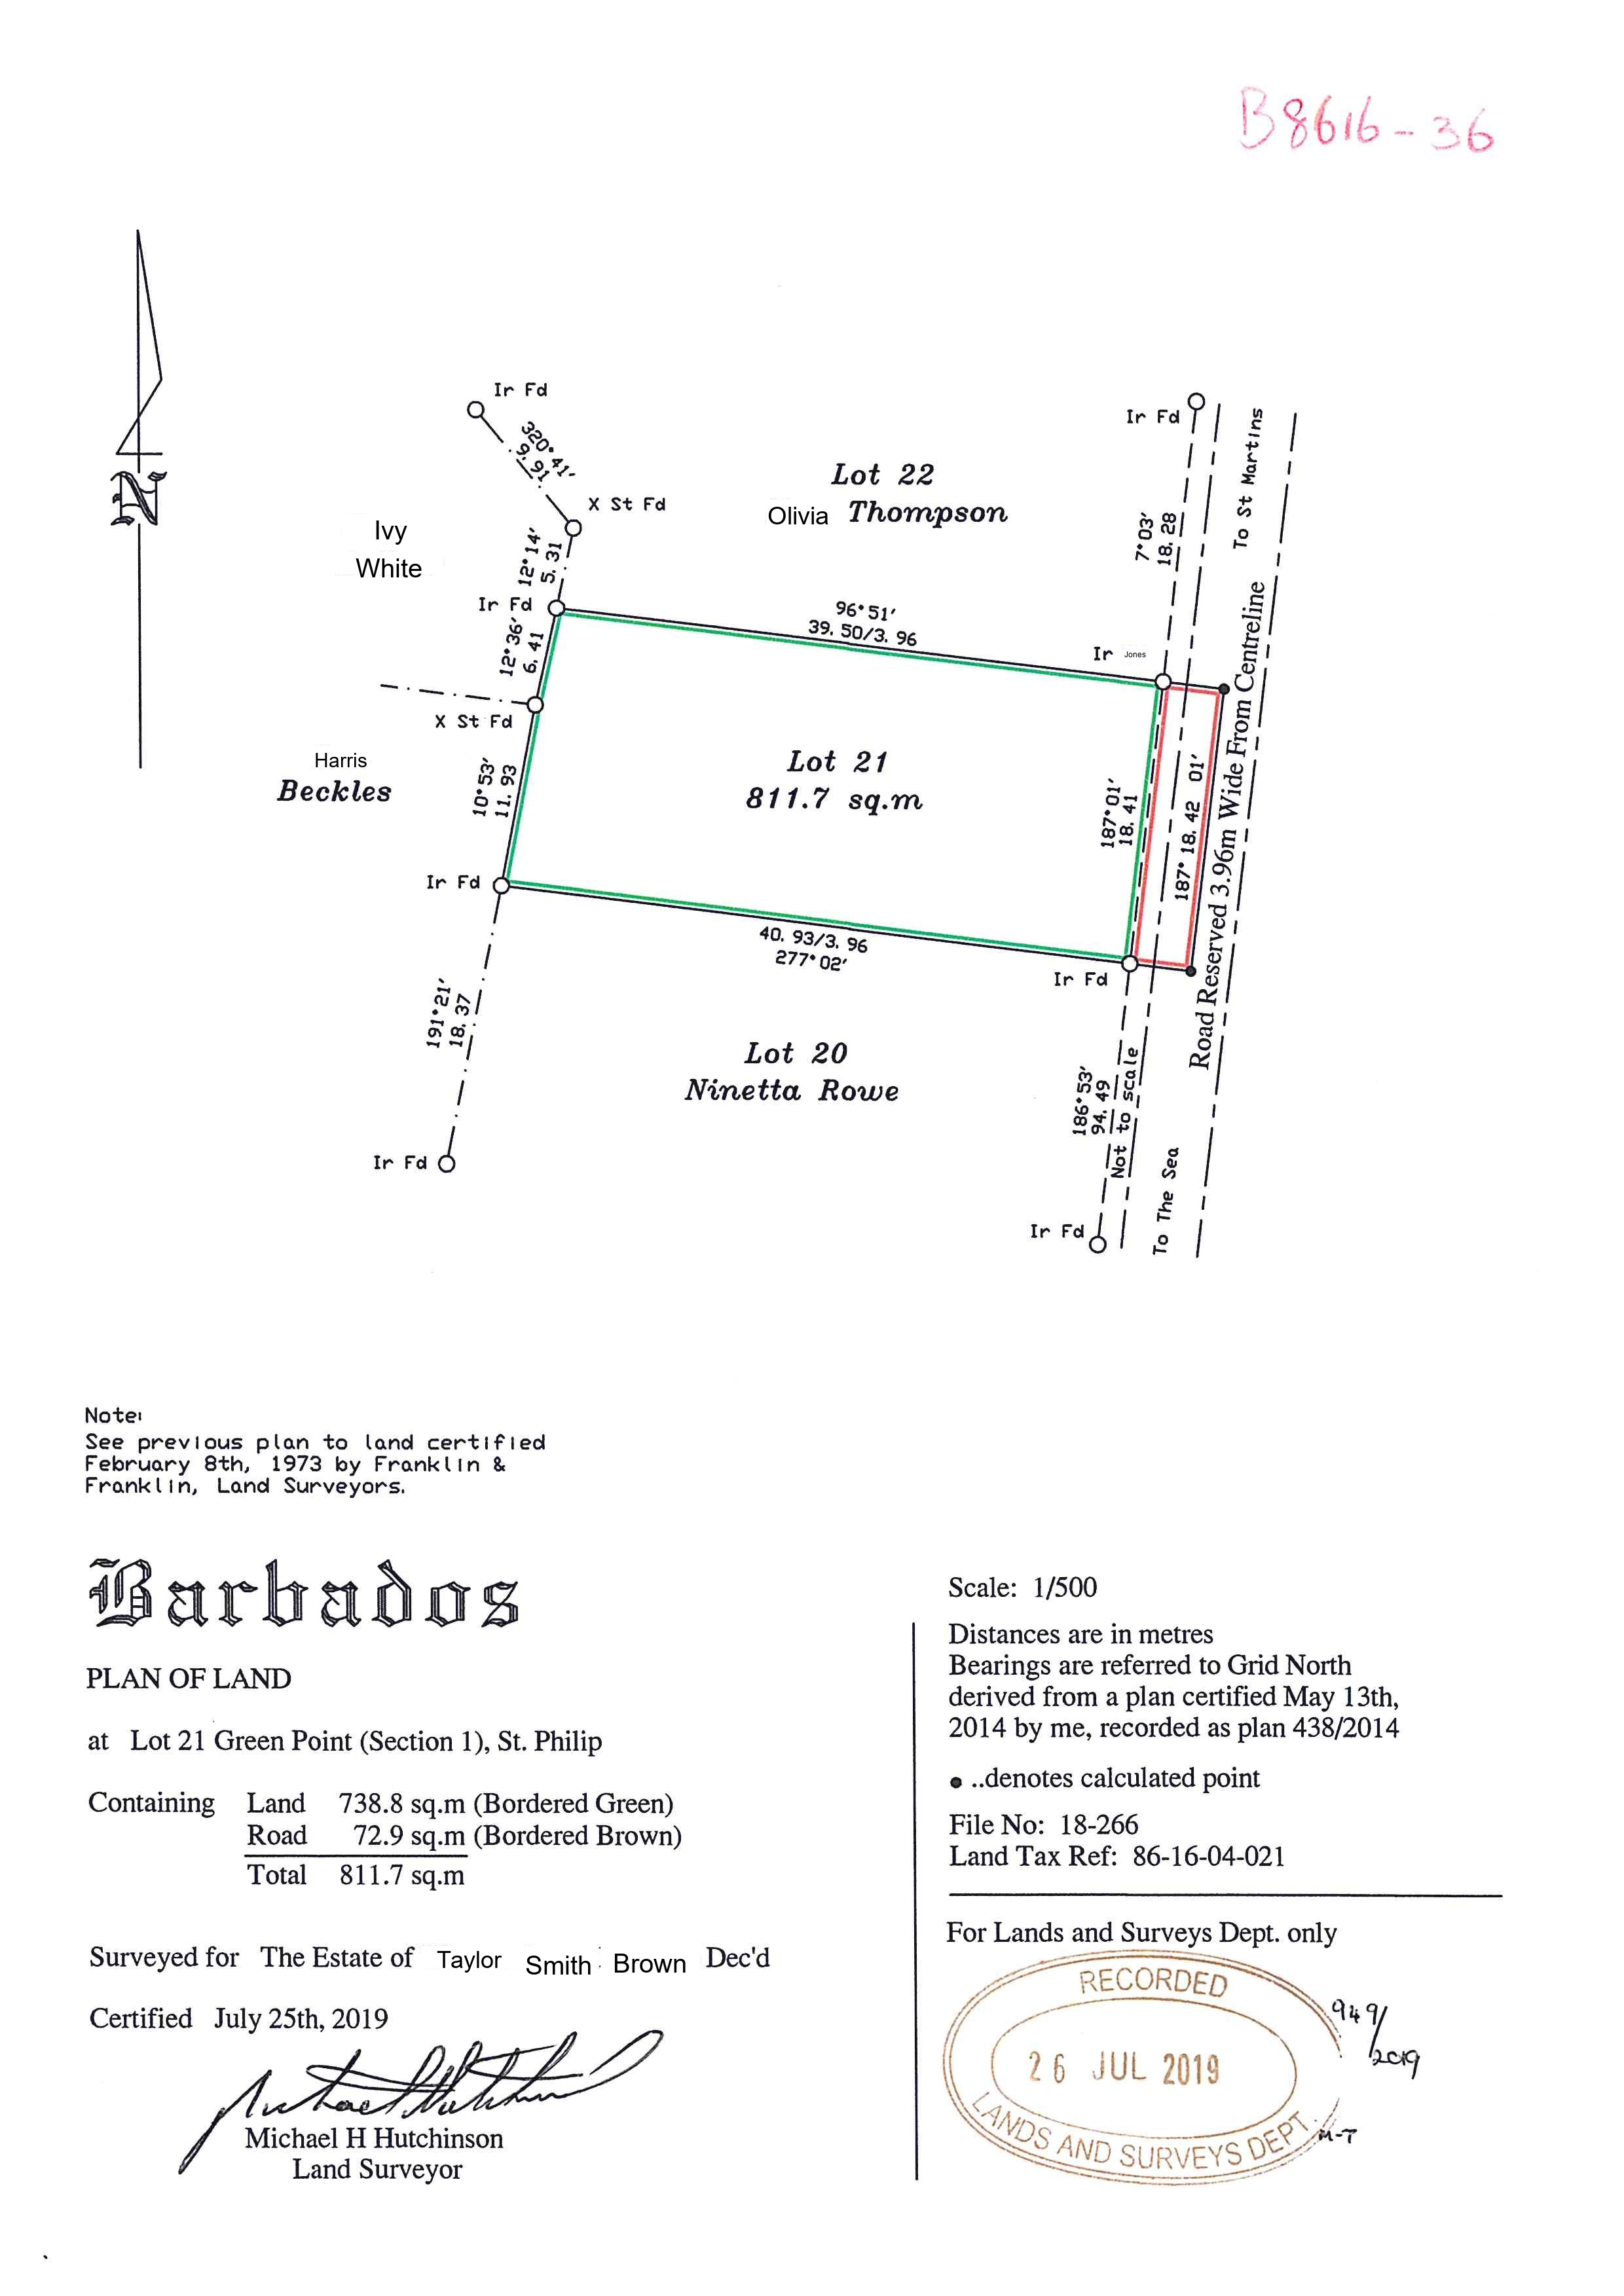 B8616-36
N
Ir Fd
320°41'
9.91
X St Fd
Lot 22
Olivia Thompson
Ir Fd
To St Martins
7°03'
18.28
Ivy
White
12°14'
5.31
Ir Fd
12°36'
6.41
96°51'
39.50/3.96
Ir Jones
X St Fd
Harris
Beckles
10°53'
11.93
Lot 21
811.7 sq.m
187°01'
18.41
187° 18.42 01'
Road Reserved 3.96m Wide From Centreline
Ir Fd
40.93/3.96
277°02'
Ir Fd
191°21'
18.37
Lot 20
Ninetta Rowe
186°53'
94.49
Not to scale
To The Sea
Ir Fd
Ir Fd
Note:
See previous plan to land certified
February 8th, 1973 by Franklin &
Franklin, Land Surveyors.
Barbados
PLAN OF LAND
at Lot 21 Green Point (Section 1), St. Philip
Containing Land 738.8 sq.m (Bordered Green)
Road 72.9 sq.m (Bordered Brown)
Total 811.7 sq.m
Surveyed for The Estate of Taylor Smith Brown Dec'd
Certified July 25th, 2019
Michael H Hutchinson
Land Surveyor
Scale: 1/500
Distances are in metres
Bearings are referred to Grid North
derived from a plan certified May 13th,
2014 by me, recorded as plan 438/2014
● ..denotes calculated point
File No: 18-266
Land Tax Ref: 86-16-04-021
For Lands and Surveys Dept. only
RECORDED
26 JUL 2019
LANDS AND SURVEYS DEPT.
949/2019
M-T